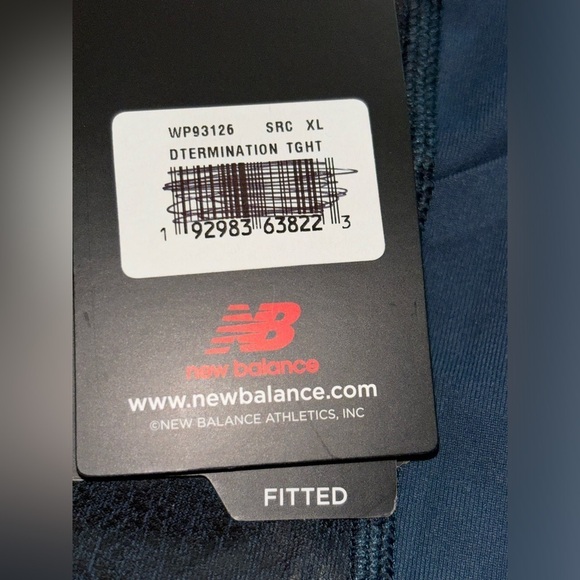 WP93126 SRC XL
DTERMINATION TGHT
1 92983 63822 3
NB
new balance
www.newbalance.com
©NEW BALANCE ATHLETICS, INC
FITTED